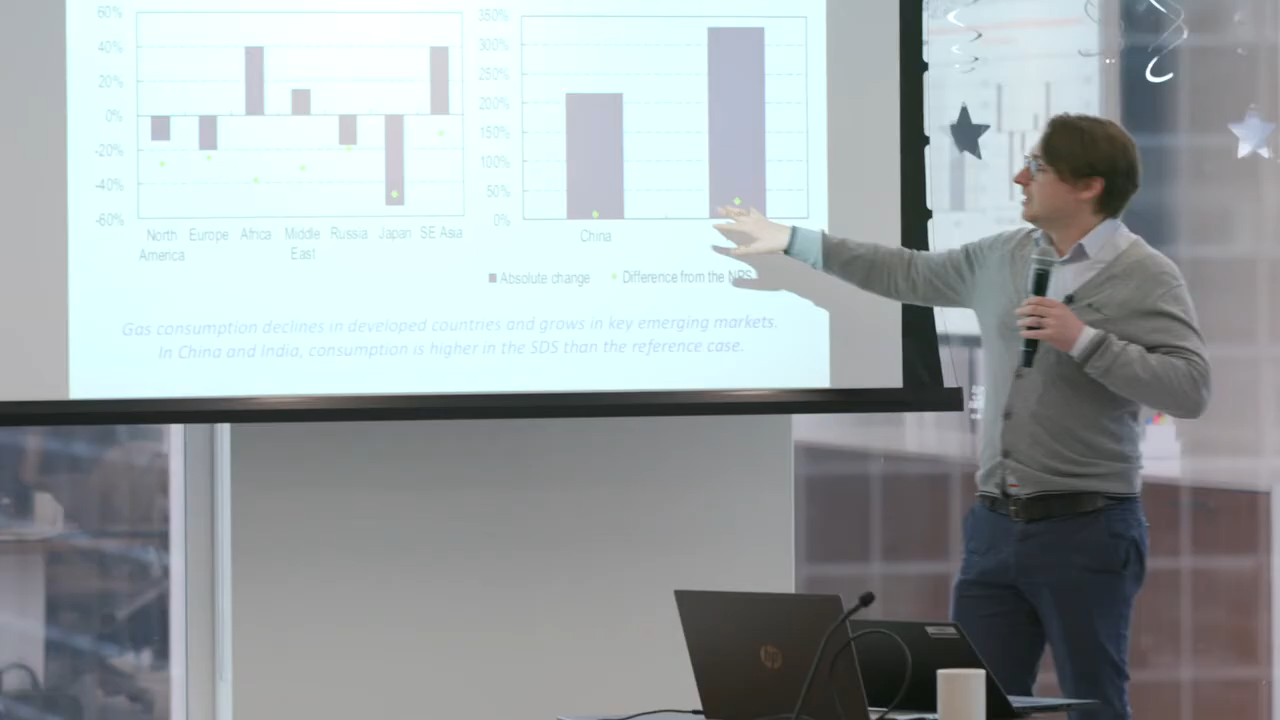 60%
40%
20%
0%
-20%
-40%
-60%
North America
Europe
Africa
Middle East
Russia
Japan
SE Asia
350%
300%
250%
200%
150%
100%
50%
0%
China
Absolute change
Difference from the NPS
Gas consumption declines in developed countries and grows in key emerging markets.
In China and India, consumption is higher in the SDS than the reference case.
hp